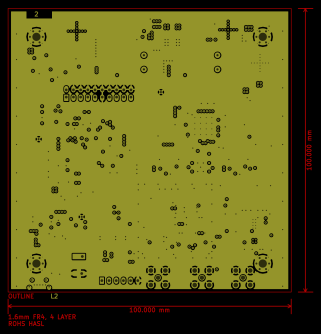 2
100,000 mm
OUTLINE L2
100,000 mm
1.6mm FR4, 4 LAYER
ROHS HASL